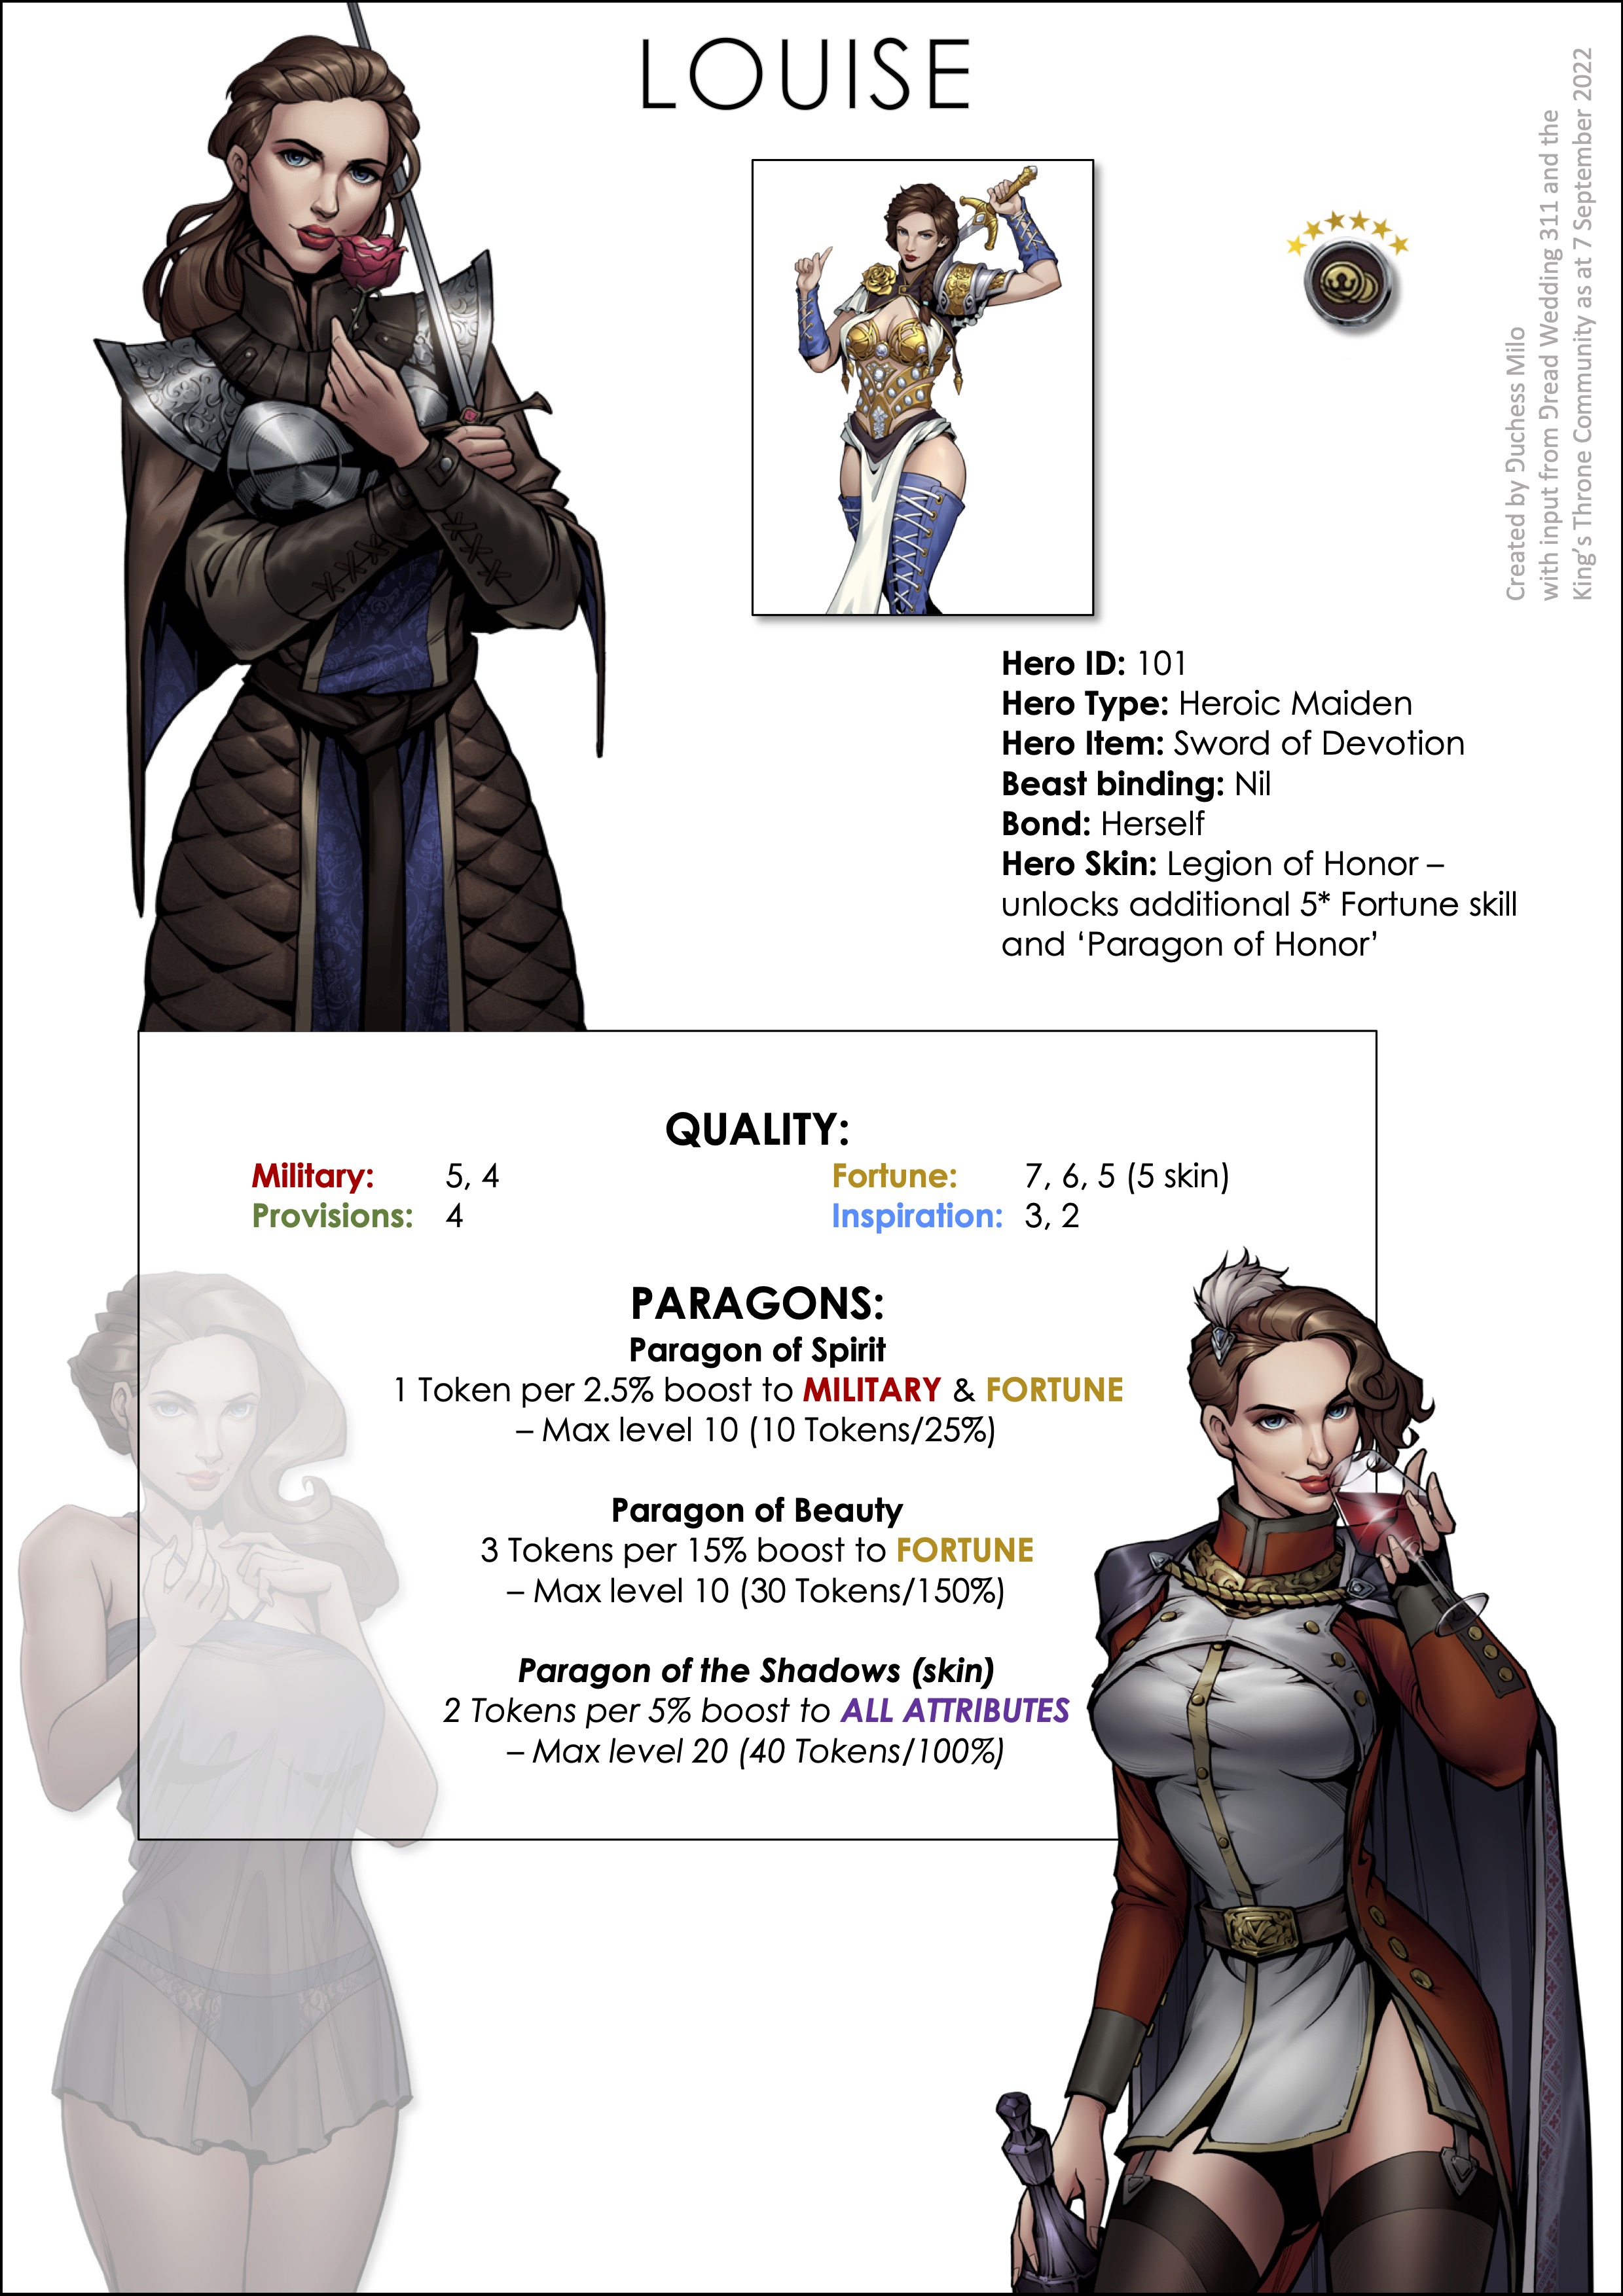 LOUISE
Created by Duchess Milo
with input from Dread Wedding 311 and the
King's Throne Community as at 7 September 2022
Hero ID: 101
Hero Type: Heroic Maiden
Hero Item: Sword of Devotion
Beast binding: Nil
Bond: Herself
Hero Skin: Legion of Honor –
unlocks additional 5* Fortune skill
and ‘Paragon of Honor’
QUALITY:
Military: 5, 4 Fortune: 7, 6, 5 (5 skin)
Provisions: 4 Inspiration: 3, 2
PARAGONS:
Paragon of Spirit
1 Token per 2.5% boost to MILITARY & FORTUNE
– Max level 10 (10 Tokens/25%)
Paragon of Beauty
3 Tokens per 15% boost to FORTUNE
– Max level 10 (30 Tokens/150%)
Paragon of the Shadows (skin)
2 Tokens per 5% boost to ALL ATTRIBUTES
– Max level 20 (40 Tokens/100%)